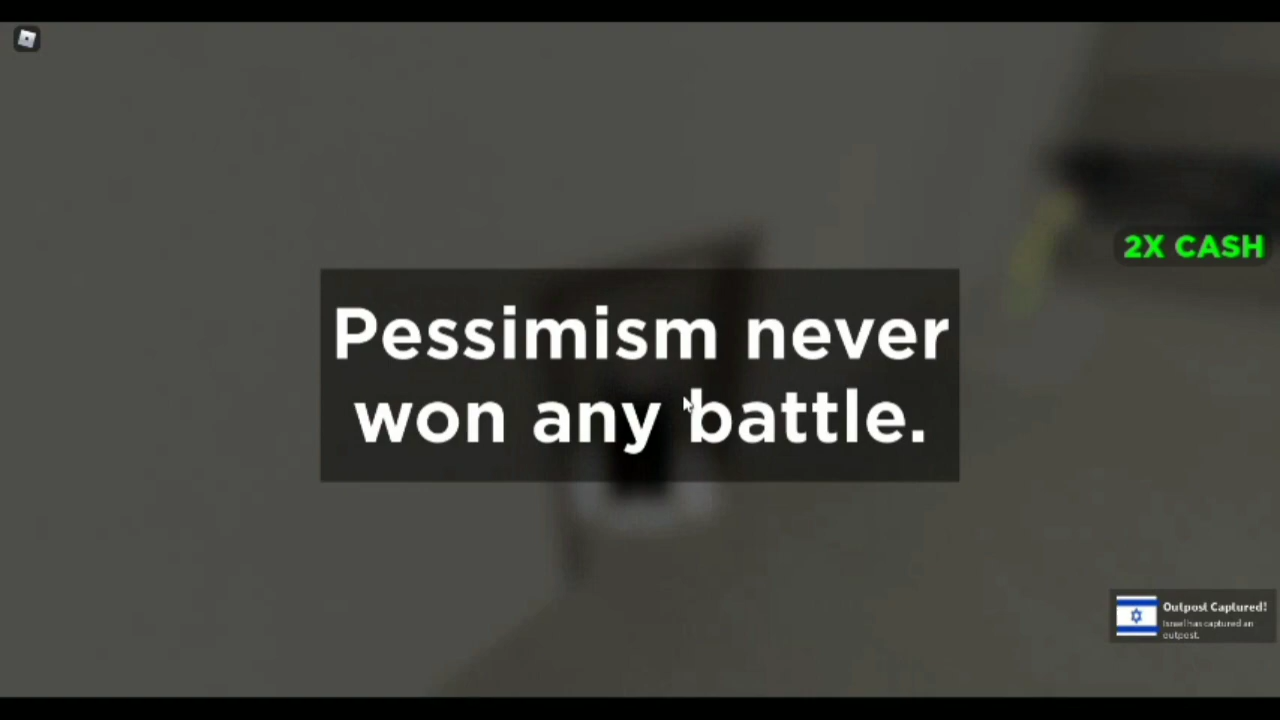 2X CASH
Pessimism never
won any battle.
Outpost Captured!
Israel has captured an
outpost.